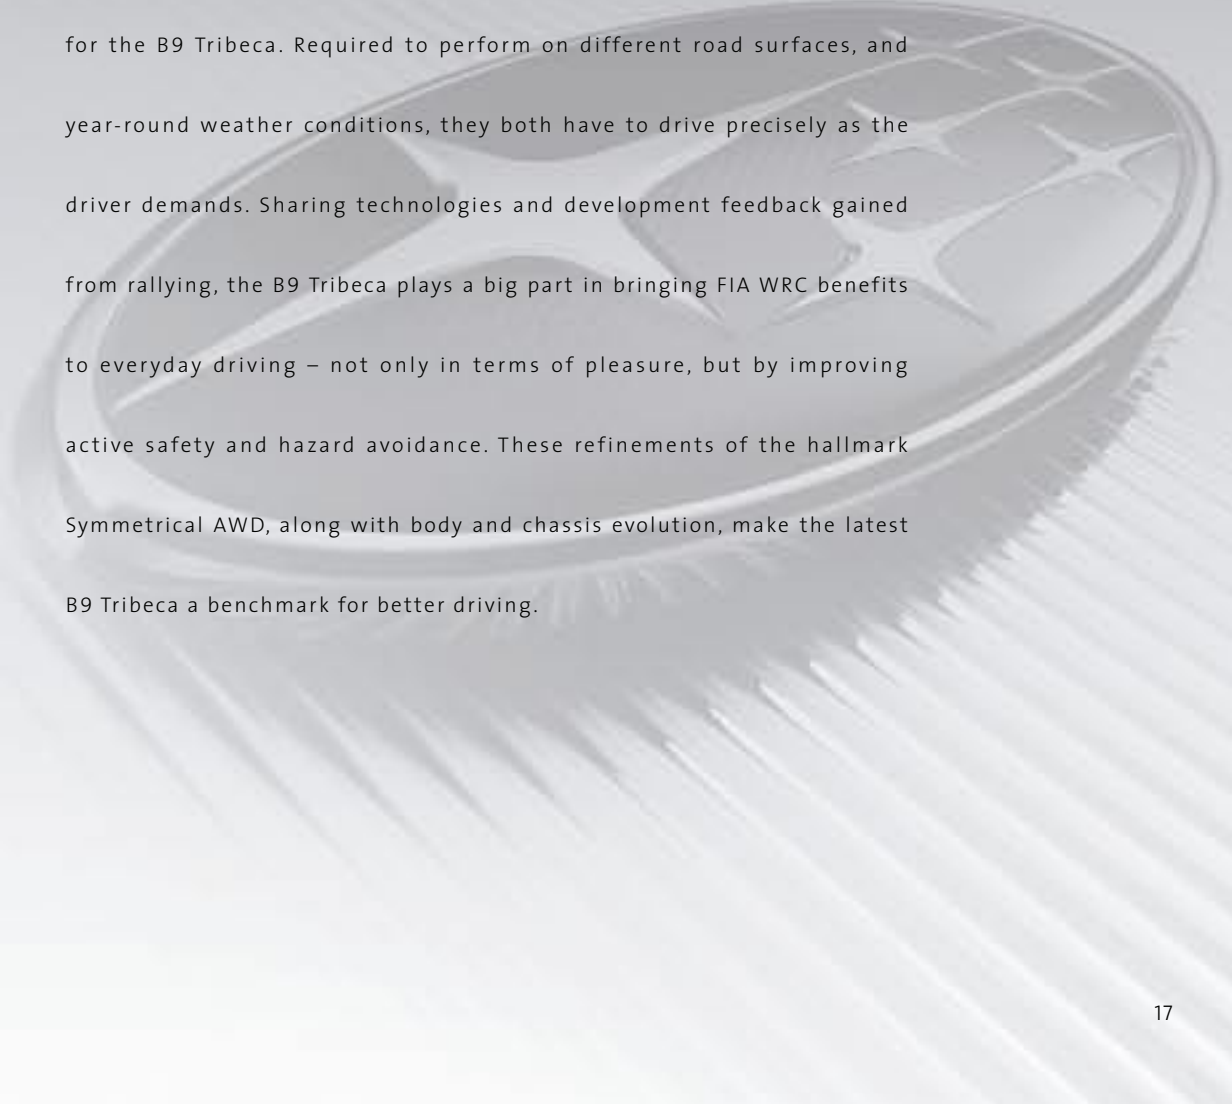 for the B9 Tribeca. Required to perform on different road surfaces, and
year-round weather conditions, they both have to drive precisely as the
driver demands. Sharing technologies and development feedback gained
from rallying, the B9 Tribeca plays a big part in bringing FIA WRC benefits
to everyday driving – not only in terms of pleasure, but by improving
active safety and hazard avoidance. These refinements of the hallmark
Symmetrical AWD, along with body and chassis evolution, make the latest
B9 Tribeca a benchmark for better driving.
17